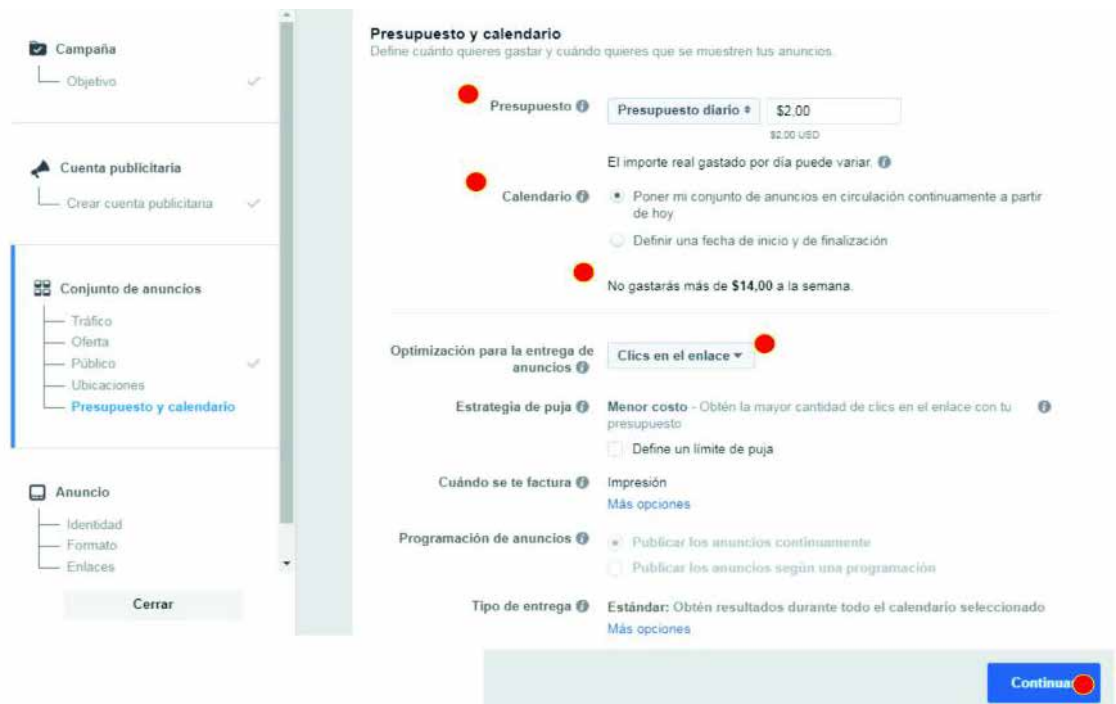 Campaña
Objetivo
Cuenta publicitaria
Crear cuenta publicitaria
Conjunto de anuncios
Tráfico
Oferta
Público
Ubicaciones
Presupuesto y calendario
Anuncio
Identidad
Formato
Enlaces
Cerrar
Presupuesto y calendario
Define cuánto quieres gastar y cuándo quieres que se muestren tus anuncios.
Presupuesto
Presupuesto diario
$2,00
$2,00 USD
El importe real gastado por día puede variar.
Calendario
Poner mi conjunto de anuncios en circulación continuamente a partir
de hoy
Definir una fecha de inicio y de finalización
No gastarás más de $14,00 a la semana.
Optimización para la entrega de
anuncios
Clics en el enlace
Estrategia de puja
Menor costo - Obtén la mayor cantidad de clics en el enlace con tu
presupuesto
Define un límite de puja
Cuándo se te factura
Impresión
Más opciones
Programación de anuncios
Publicar los anuncios continuamente
Publicar los anuncios según una programación
Tipo de entrega
Estándar: Obtén resultados durante todo el calendario seleccionado
Más opciones
Continuar